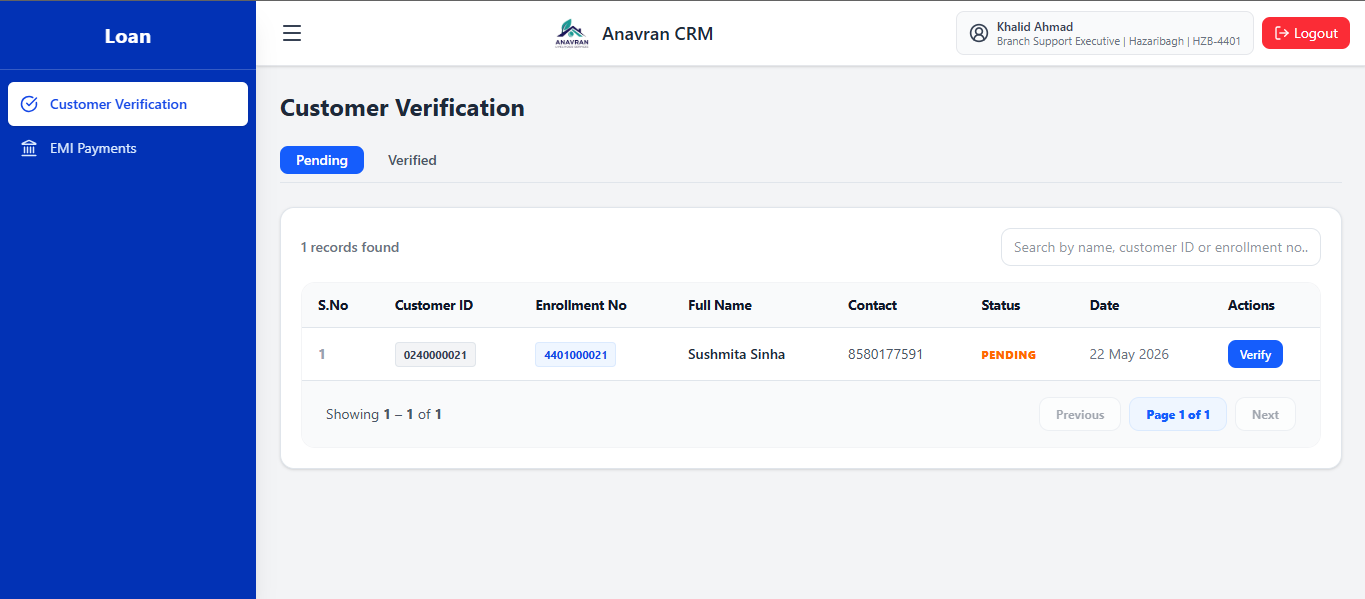 Loan
Customer Verification
EMI Payments
ANAVRAN
Anavran CRM
Khalid Ahmad
Branch Support Executive | Hazaribagh | HZB-4401
Logout
Customer Verification
Pending Verified
1 records found
Search by name, customer ID or enrollment no..
S.No Customer ID Enrollment No Full Name Contact Status Date Actions
1 0240000021 4401000021 Sushmita Sinha 8580177591 PENDING 22 May 2026 Verify
Showing 1 – 1 of 1
Previous Page 1 of 1 Next